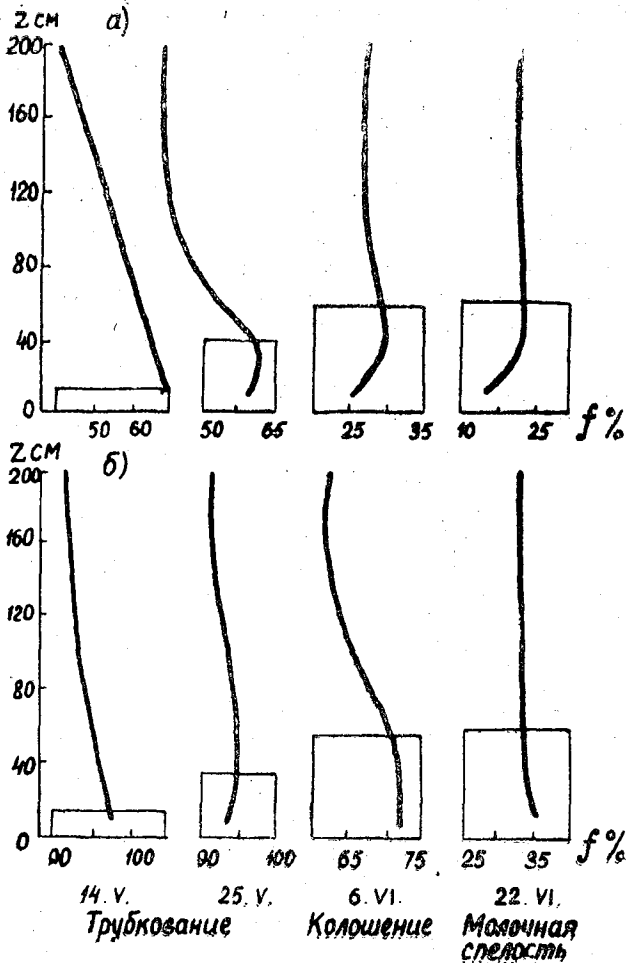 z см а)
200
160
120
80
40
0
50 60 50 65 25 35 10 25 f %
z см б)
200
160
120
80
40
0
90 100 90 100 65 75 25 35 f %
14. V. 25. V. 6. VI. 22. VI.
Трубкование Колошение Молочная
спелость